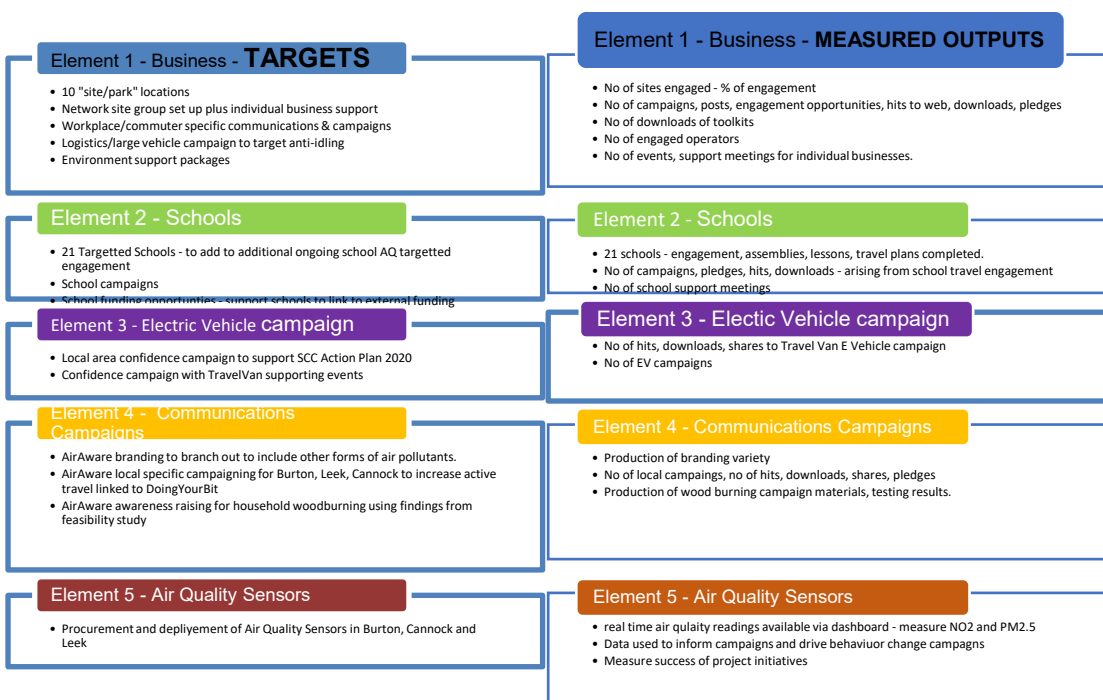 Element 1 - Business - TARGETS
• 10 "site/park" locations
• Network site group set up plus individual business support
• Workplace/commuter specific communications & campaigns
• Logistics/large vehicle campaign to target anti-idling
• Environment support packages
Element 2 - Schools
• 21 Targetted Schools - to add to additional ongoing school AQ targetted
engagement
• School campaigns
• School funding opportunties - support schools to link to external funding
Element 3 - Electric Vehicle campaign
• Local area confidence campaign to support SCC Action Plan 2020
• Confidence campaign with TravelVan supporting events
Element 4 - Communications
Campaigns
• AirAware branding to branch out to include other forms of air pollutants.
• AirAware local specific campaigning for Burton, Leek, Cannock to increase active
travel linked to DoingYourBit
• AirAware awareness raising for household woodburning using findings from
feasibility study
Element 5 - Air Quality Sensors
• Procurement and depliyement of Air Quality Sensors in Burton, Cannock and
Leek
Element 1 - Business - MEASURED OUTPUTS
• No of sites engaged - % of engagement
• No of campaigns, posts, engagement opportunities, hits to web, downloads, pledges
• No of downloads of toolkits
• No of engaged operators
• No of events, support meetings for individual businesses.
Element 2 - Schools
• 21 schools - engagement, assemblies, lessons, travel plans completed.
• No of campaigns, pledges, hits, downloads - arising from school travel engagement
• No of school support meetings
Element 3 - Electic Vehicle campaign
• No of hits, downloads, shares to Travel Van E Vehicle campaign
• No of EV campaigns
Element 4 - Communications Campaigns
• Production of branding variety
• No of local campaings, no of hits, downloads, shares, pledges
• Production of wood burning campaign materials, testing results.
Element 5 - Air Quality Sensors
• real time air qulaity readings available via dashboard - measure NO2 and PM2.5
• Data used to inform campaigns and drive behaviuor change campagns
• Measure success of project initiatives